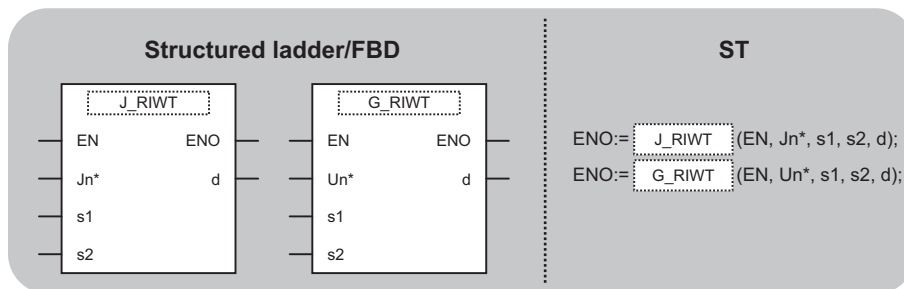 Structured ladder/FBD
J_RIWT
EN ENO
Jn* d
s1
s2
G_RIWT
EN ENO
Un* d
s1
s2
ST
ENO:= J_RIWT (EN, Jn*, s1, s2, d);
ENO:= G_RIWT (EN, Un*, s1, s2, d);